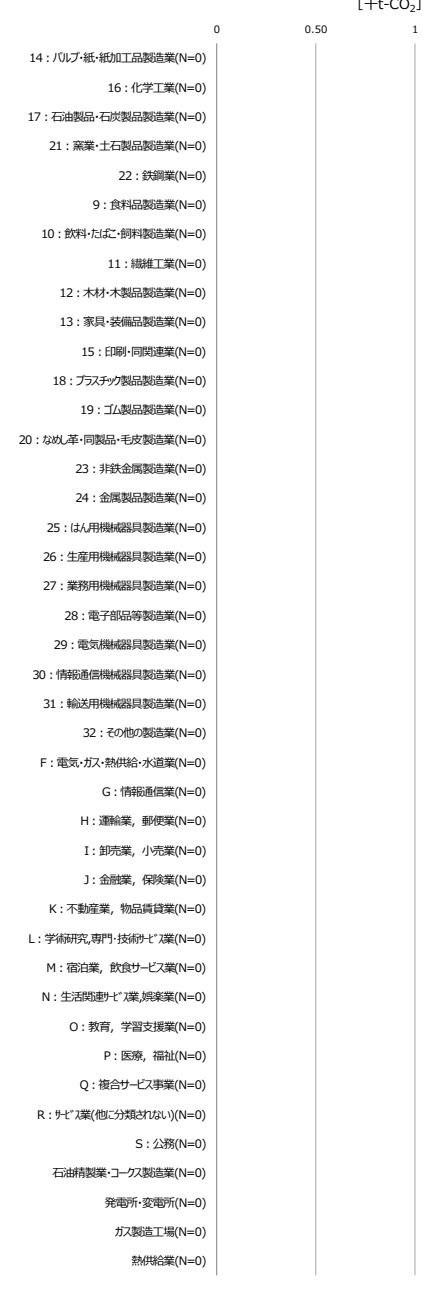 [千t-CO₂]
0 0.50 1
14：パルプ・紙・紙加工品製造業(N=0)
16：化学工業(N=0)
17：石油製品・石炭製品製造業(N=0)
21：窯業・土石製品製造業(N=0)
22：鉄鋼業(N=0)
9：食料品製造業(N=0)
10：飲料・たばこ・飼料製造業(N=0)
11：繊維工業(N=0)
12：木材・木製品製造業(N=0)
13：家具・装備品製造業(N=0)
15：印刷・同関連業(N=0)
18：プラスチック製品製造業(N=0)
19：ゴム製品製造業(N=0)
20：なめし革・同製品・毛皮製造業(N=0)
23：非鉄金属製造業(N=0)
24：金属製品製造業(N=0)
25：はん用機械器具製造業(N=0)
26：生産用機械器具製造業(N=0)
27：業務用機械器具製造業(N=0)
28：電子部品等製造業(N=0)
29：電気機械器具製造業(N=0)
30：情報通信機械器具製造業(N=0)
31：輸送用機械器具製造業(N=0)
32：その他の製造業(N=0)
F：電気・ガス・熱供給・水道業(N=0)
G：情報通信業(N=0)
H：運輸業，郵便業(N=0)
I：卸売業，小売業(N=0)
J：金融業，保険業(N=0)
K：不動産業，物品賃貸業(N=0)
L：学術研究,専門・技術ｻｰﾋﾞｽ業(N=0)
M：宿泊業，飲食サービス業(N=0)
N：生活関連ｻｰﾋﾞｽ業,娯楽業(N=0)
O：教育，学習支援業(N=0)
P：医療，福祉(N=0)
Q：複合サービス事業(N=0)
R：ｻｰﾋﾞｽ業(他に分類されない)(N=0)
S：公務(N=0)
石油精製業・コークス製造業(N=0)
発電所・変電所(N=0)
ガス製造工場(N=0)
熱供給業(N=0)